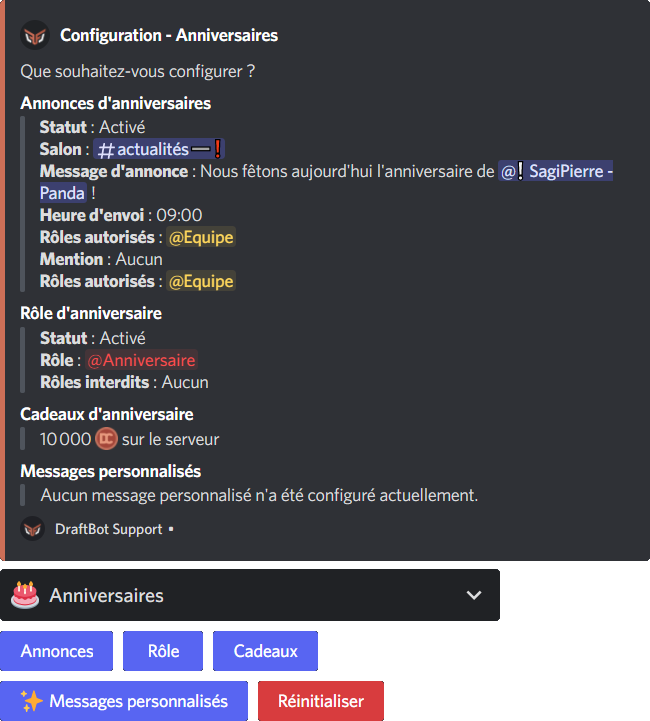 Configuration - Anniversaires
Que souhaitez-vous configurer ?
Annonces d'anniversaires
Statut : Activé
Salon : #actualités—❗
Message d'annonce : Nous fêtons aujourd'hui l'anniversaire de @❕ SagiPierre -
Panda !
Heure d'envoi : 09:00
Rôles autorisés : @Equipe
Mention : Aucun
Rôles autorisés : @Equipe
Rôle d'anniversaire
Statut : Activé
Rôle : @Anniversaire
Rôles interdits : Aucun
Cadeaux d'anniversaire
10 000 DC sur le serveur
Messages personnalisés
Aucun message personnalisé n'a été configuré actuellement.
DraftBot Support •
🎂 Anniversaires
Annonces Rôle Cadeaux
✨ Messages personnalisés Réinitialiser